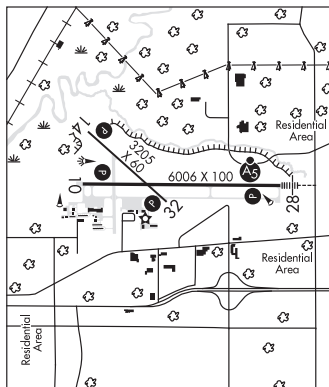 Residential
Area
14
P
3205
X 60
P
A5
10
6006 X 100
P
28
P
32
Residential
Area
Residential
Area